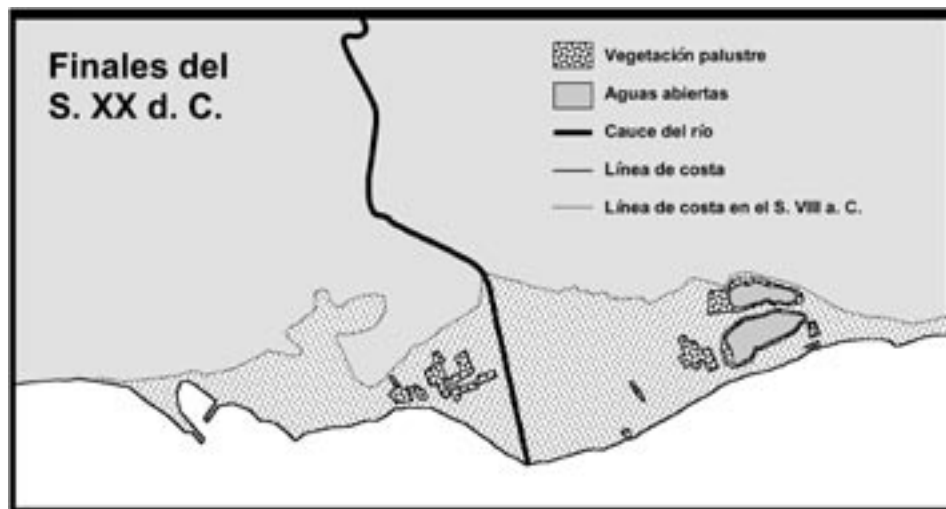 Finales del
S. XX d. C.
Vegetación palustre
Aguas abiertas
Cauce del río
Línea de costa
Línea de costa en el S. VIII a. C.